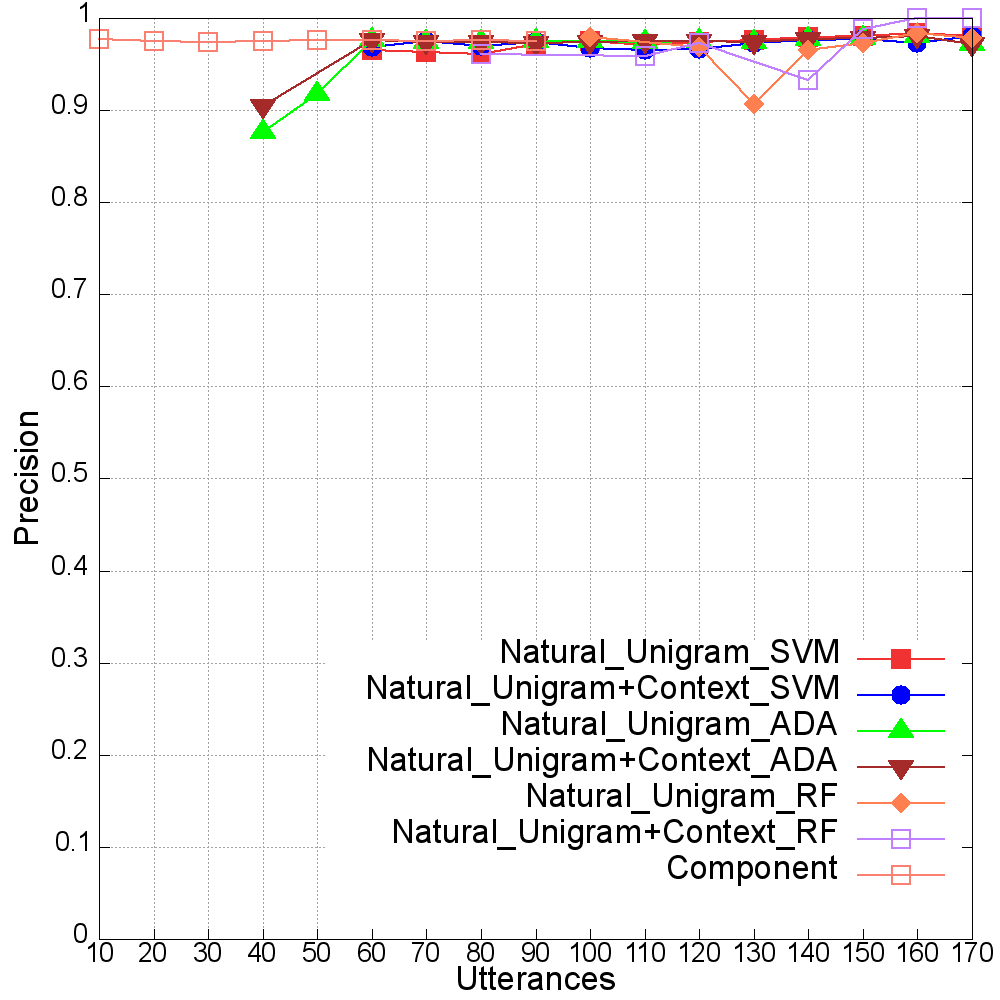 1
0.9
0.8
0.7
0.6
0.5
0.4
0.3
0.2
0.1
0
Precision
Natural_Unigram_SVM
Natural_Unigram+Context_SVM
Natural_Unigram_ADA
Natural_Unigram+Context_ADA
Natural_Unigram_RF
Natural_Unigram+Context_RF
Component
10 20 30 40 50 60 70 80 90 100 110 120 130 140 150 160 170
Utterances